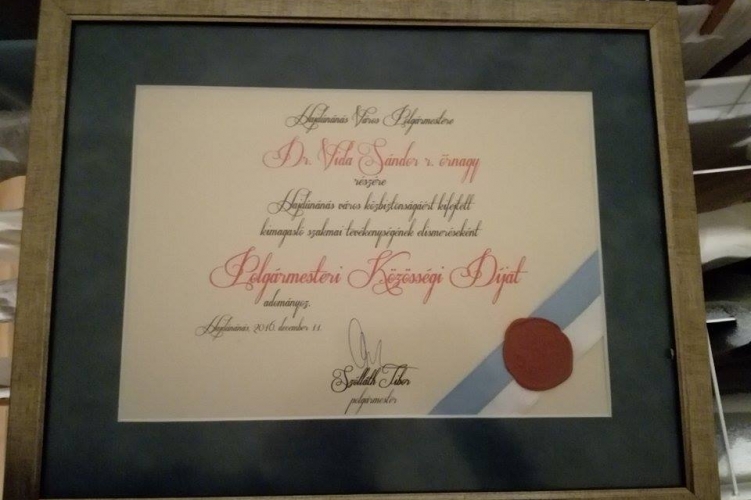 Hajdúnánás Város Polgármestere
Dr. Vida Sándor r. őrnagy
részére
Hajdúnánás város közbiztonságáért kifejtett
kimagasló szakmai tevékenységének elismeréseként
Polgármesteri Közösségi Díját
adományoz.
Hajdúnánás, 2016. december 11.
Szólláth Tibor
polgármester